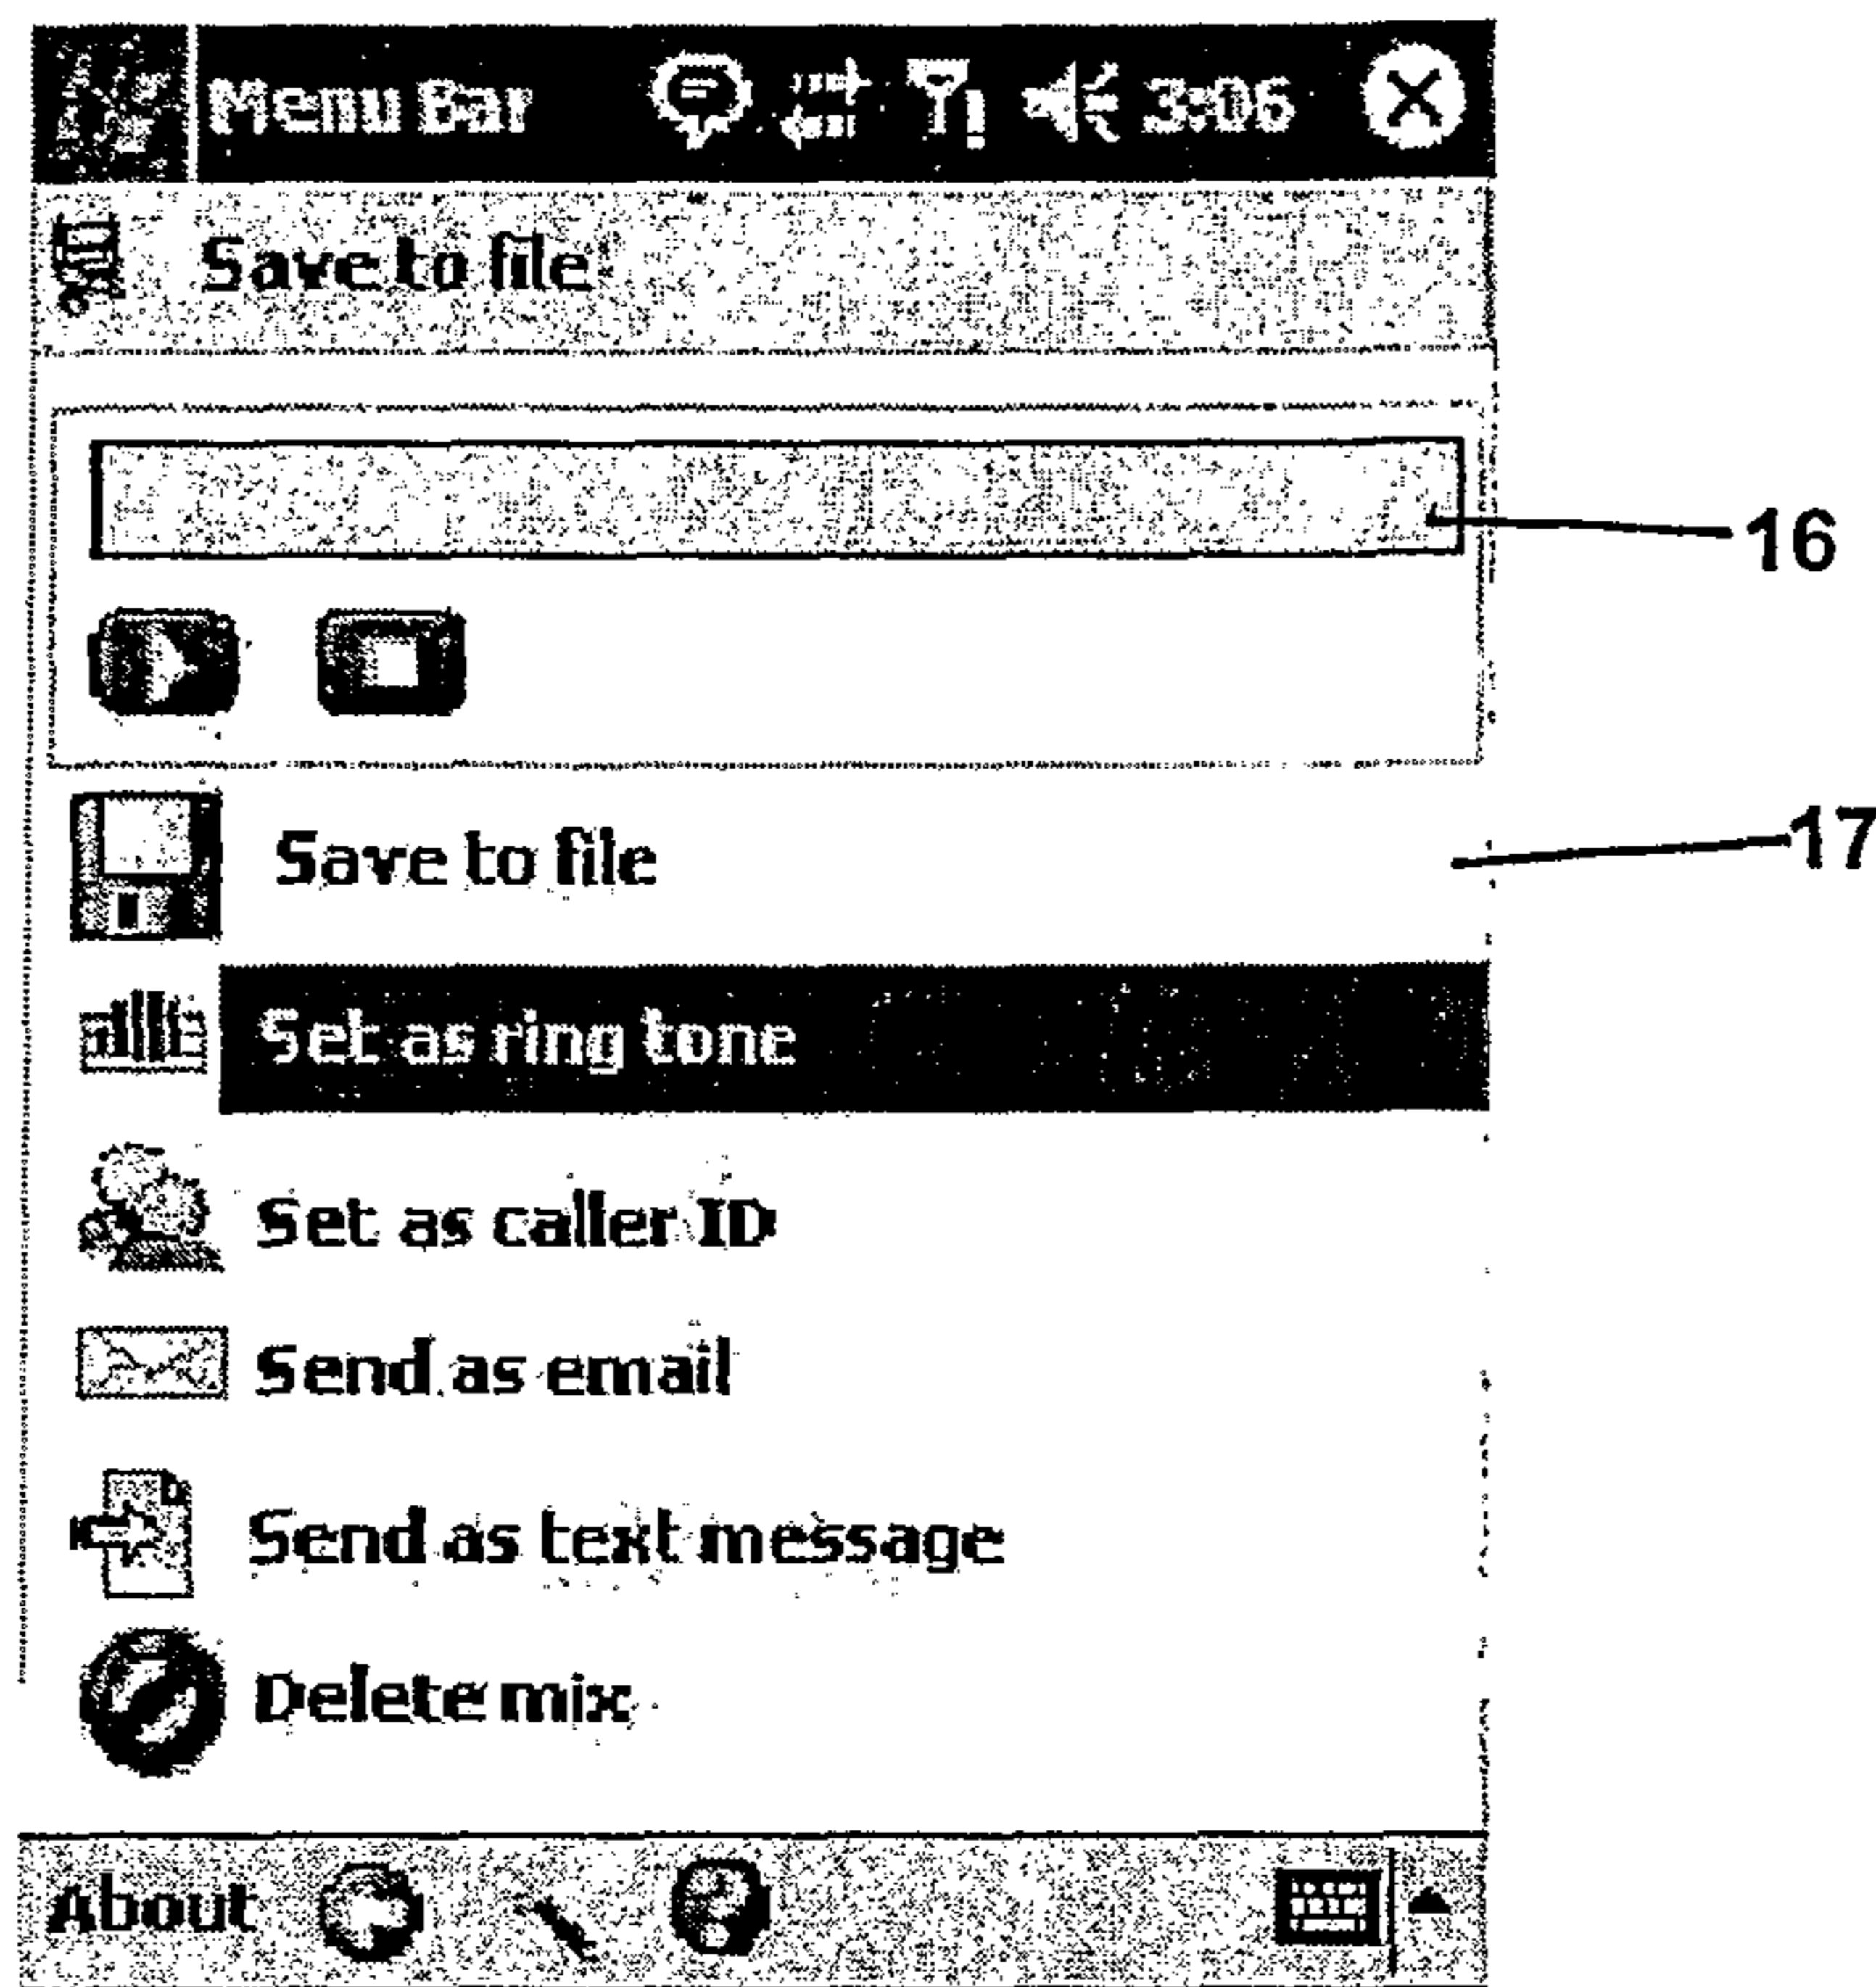 Menu Bar 3:06
Save to file
16
Save to file
17
Set as ring tone
Set as caller ID
Send as email
Send as text message
Delete mix
About